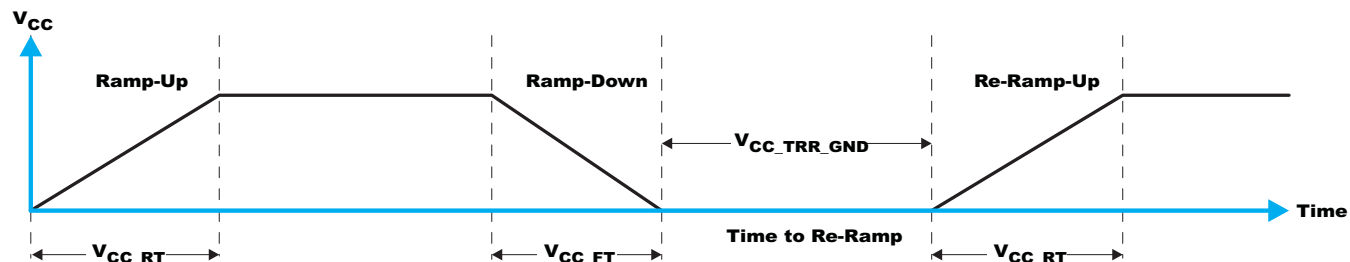 VCC
Ramp-Up
Ramp-Down
Re-Ramp-Up
VCC_TRR_GND
Time
Time to Re-Ramp
VCC_RT
VCC_FT
VCC_RT